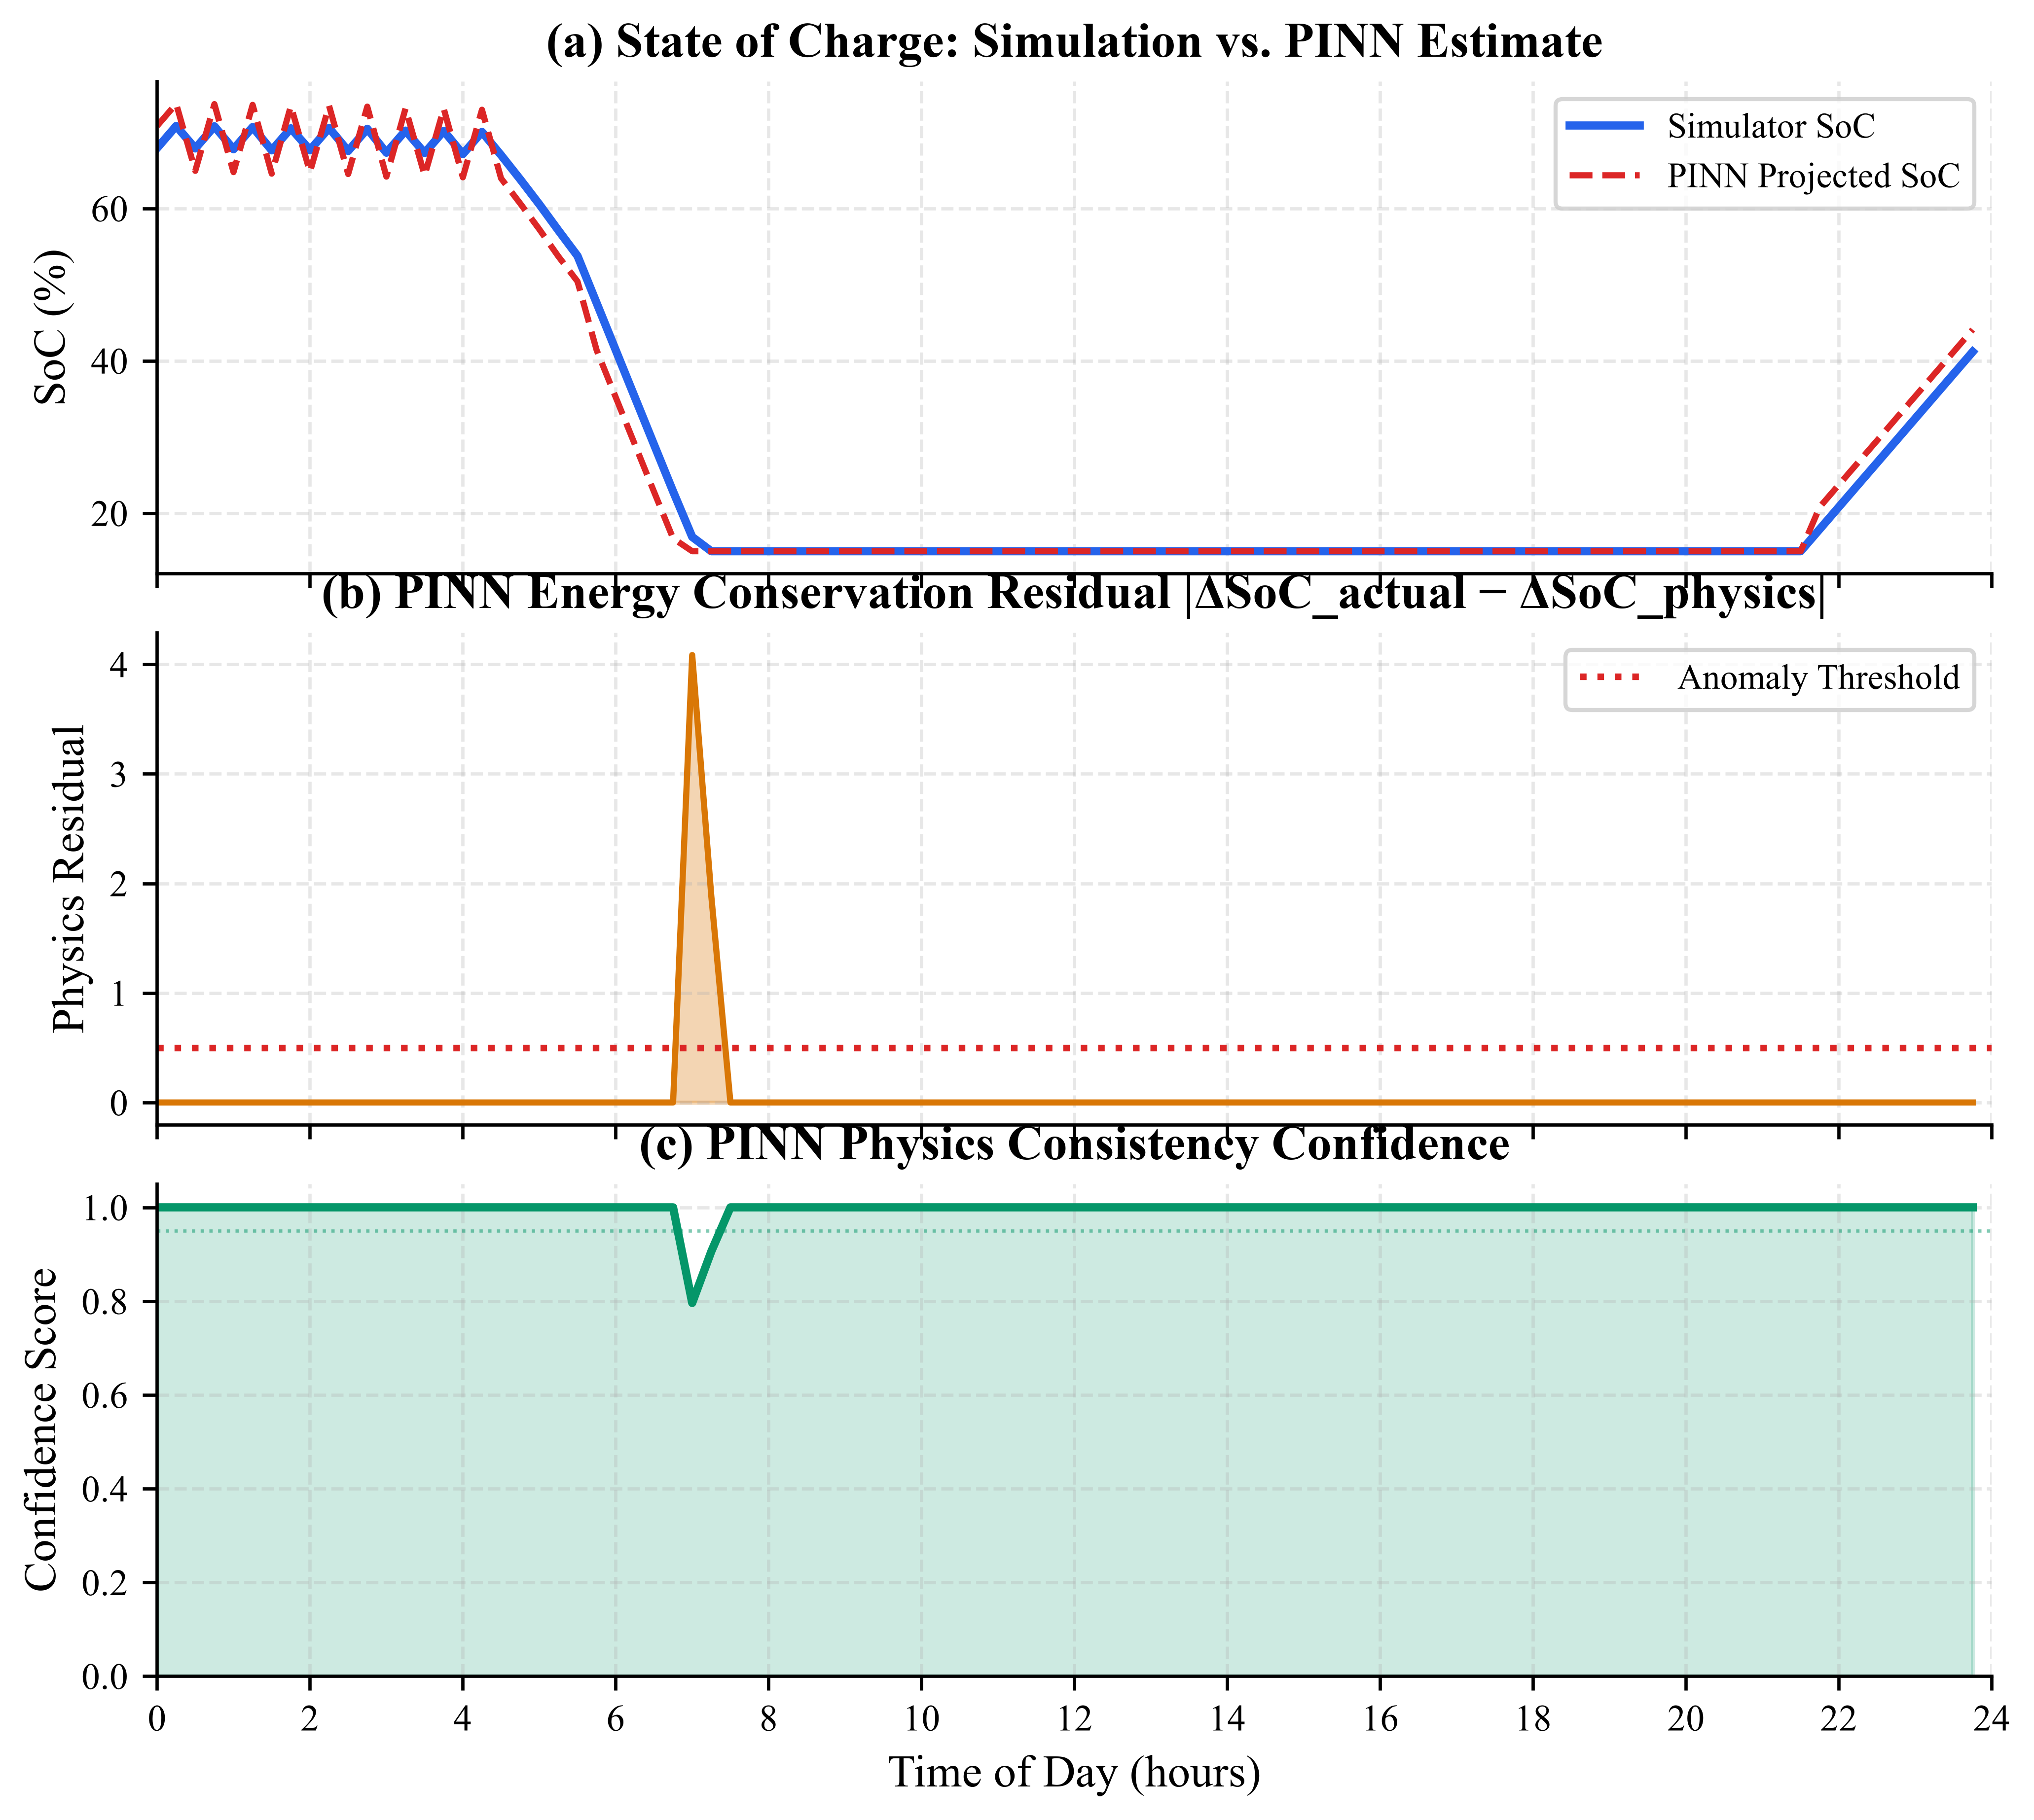 (a) State of Charge: Simulation vs. PINN Estimate
Simulator SoC
PINN Projected SoC
SoC (%)
60
40
20
(b) PINN Energy Conservation Residual |ΔSoC_actual − ΔSoC_physics|
Anomaly Threshold
Physics Residual
4
3
2
1
0
(c) PINN Physics Consistency Confidence
Confidence Score
1.0
0.8
0.6
0.4
0.2
0.0
0 2 4 6 8 10 12 14 16 18 20 22 24
Time of Day (hours)